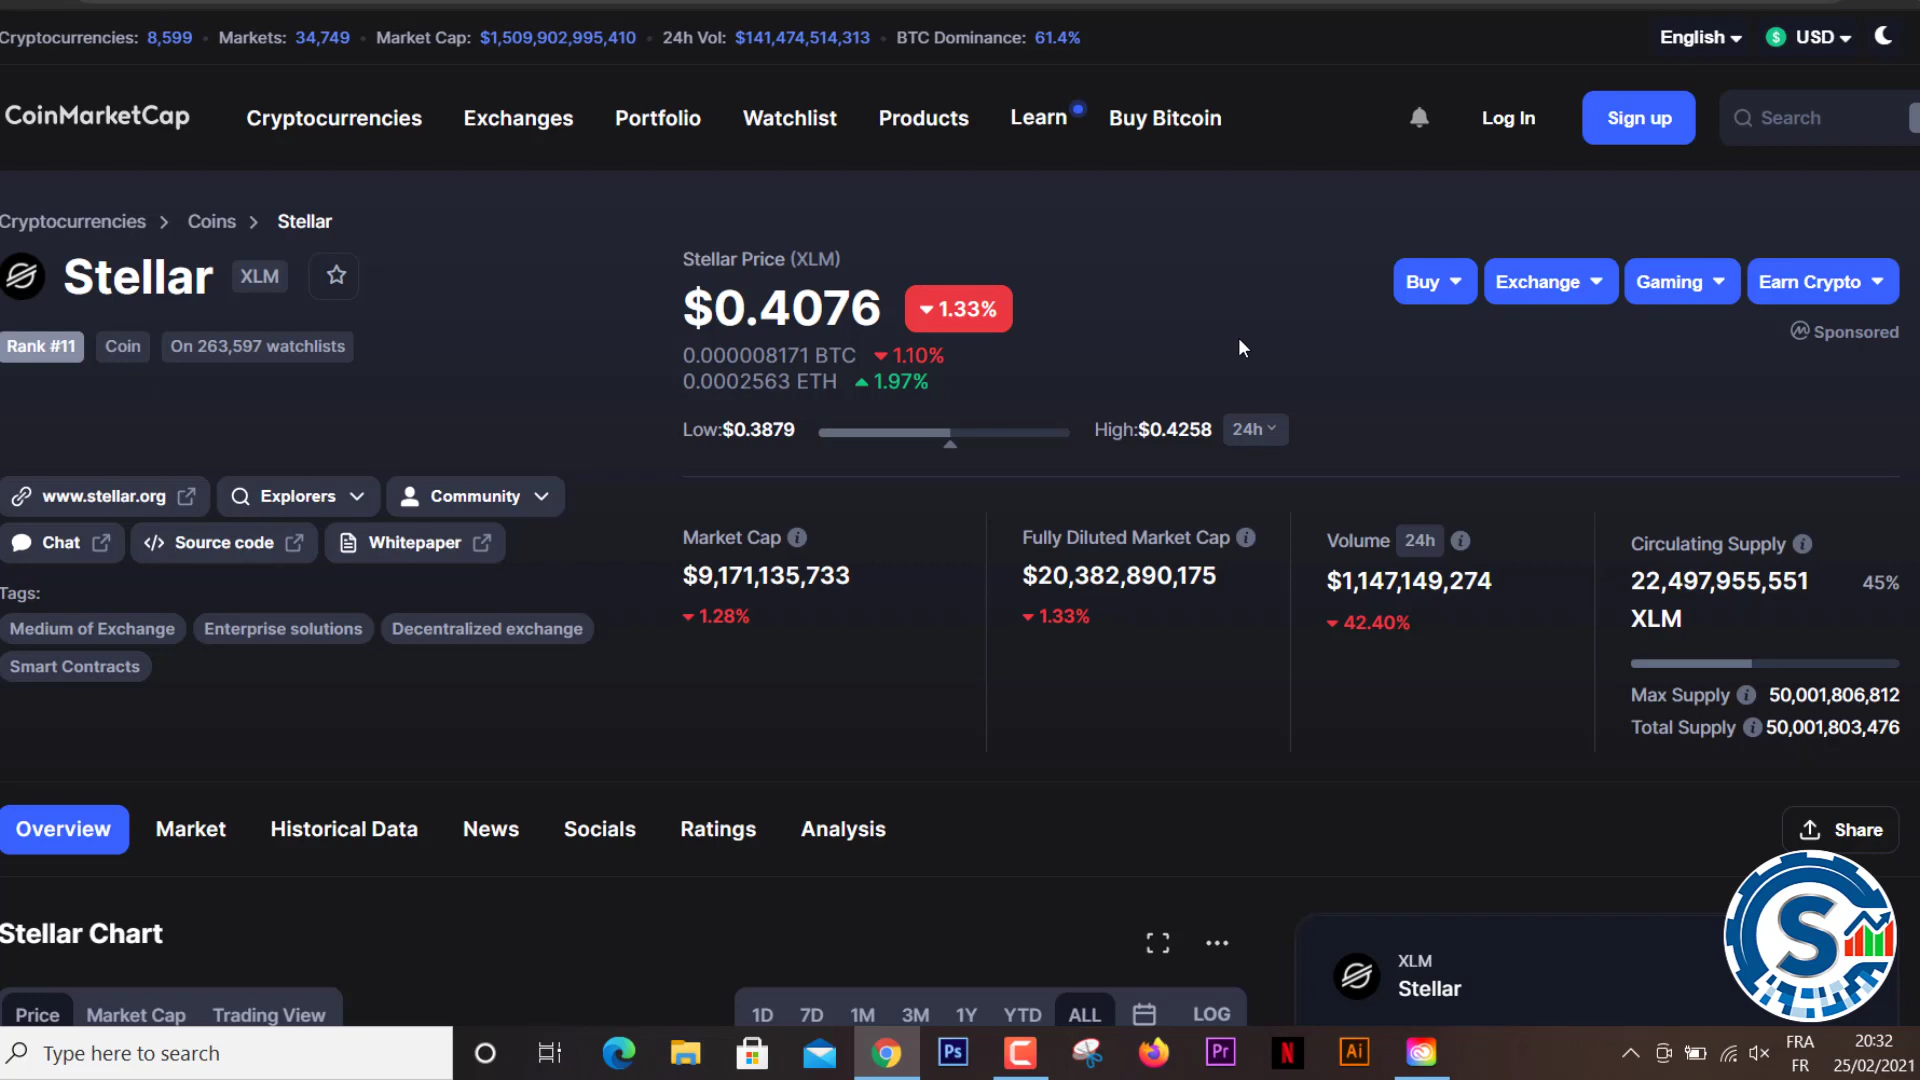 Cryptocurrencies: 8,599 • Markets: 34,749 • Market Cap: $1,509,902,995,410 • 24h Vol: $141,474,514,313 • BTC Dominance: 61.4% English USD
CoinMarketCap Cryptocurrencies Exchanges Portfolio Watchlist Products Learn Buy Bitcoin Log In Sign up Search
Cryptocurrencies > Coins > Stellar
Stellar XLM
Rank #11 Coin On 263,597 watchlists
www.stellar.org Explorers Community
Chat Source code Whitepaper
Tags:
Medium of Exchange Enterprise solutions Decentralized exchange
Smart Contracts
Stellar Price (XLM)
$0.4076 1.33%
0.000008171 BTC 1.10%
0.0002563 ETH 1.97%
Low:$0.3879 High:$0.4258 24h
Buy Exchange Gaming Earn Crypto
Sponsored
Market Cap
$9,171,135,733
1.28%
Fully Diluted Market Cap
$20,382,890,175
1.33%
Volume 24h
$1,147,149,274
42.40%
Circulating Supply
22,497,955,551 45%
XLM
Max Supply 50,001,806,812
Total Supply 50,001,803,476
Overview Market Historical Data News Socials Ratings Analysis Share
Stellar Chart
Price Market Cap Trading View 1D 7D 1M 3M 1Y YTD ALL LOG
XLM
Stellar
S
Type here to search
Ps
Pr
N
Ai
FRA
FR
20:32
25/02/2021